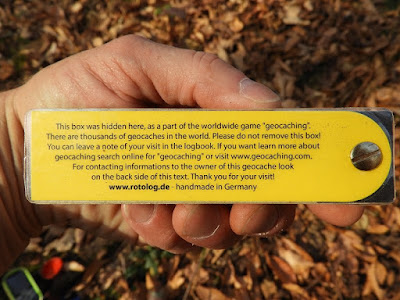 This box was hidden here, as a part of the worldwide game "geocaching".
There are thousands of geocaches in the world. Please do not remove this box!
You can leave a note of your visit in the logbook. If you want learn more about
geocaching search online for "geocaching" or visit www.geocaching.com.
For contacting informations to the owner of this geocache look
on the back side of this text. Thank you for your visit!
www.rotolog.de - handmade in Germany